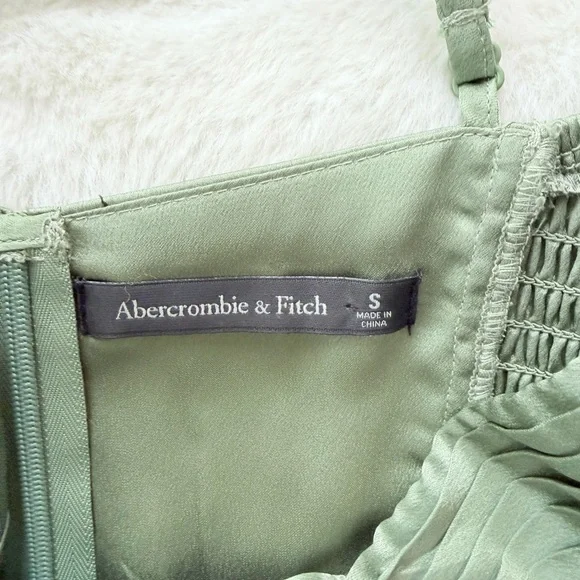 Abercrombie & Fitch
S
MADE IN
CHINA